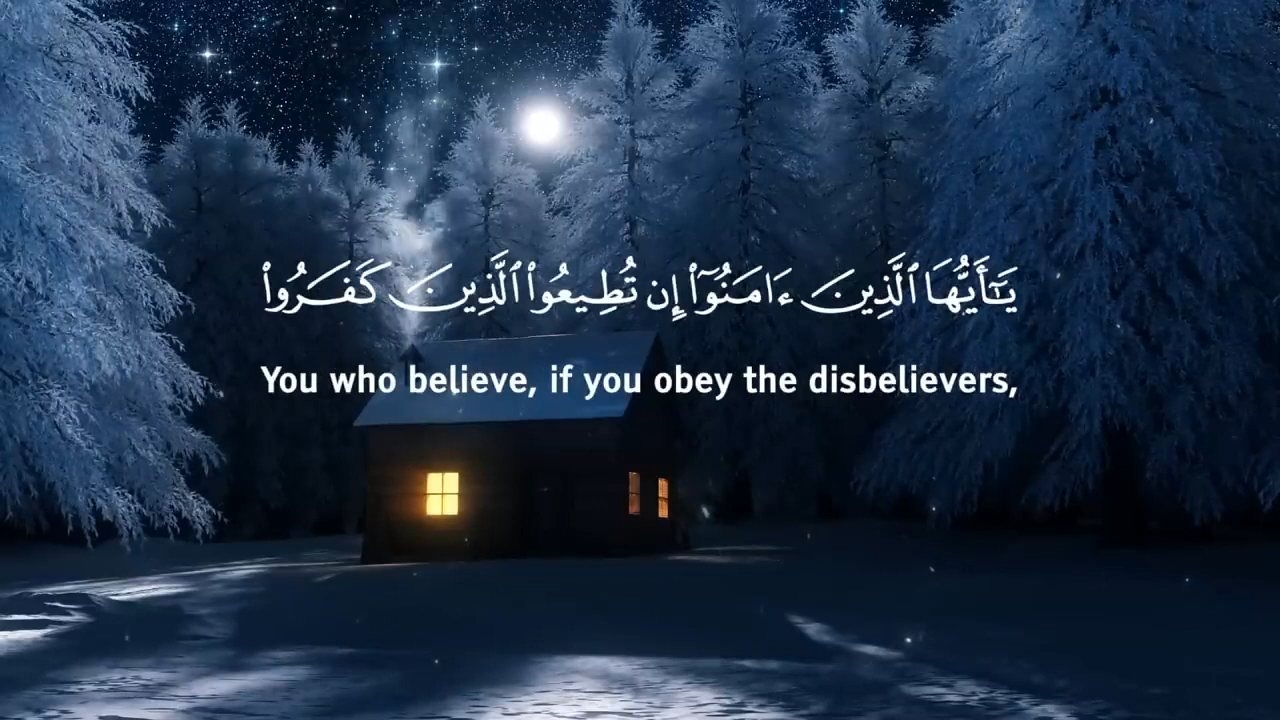 يَـٰٓأَيُّهَا ٱلَّذِينَ ءَامَنُوٓا۟ إِن تُطِيعُوا۟ ٱلَّذِينَ كَفَرُوا۟
You who believe, if you obey the disbelievers,